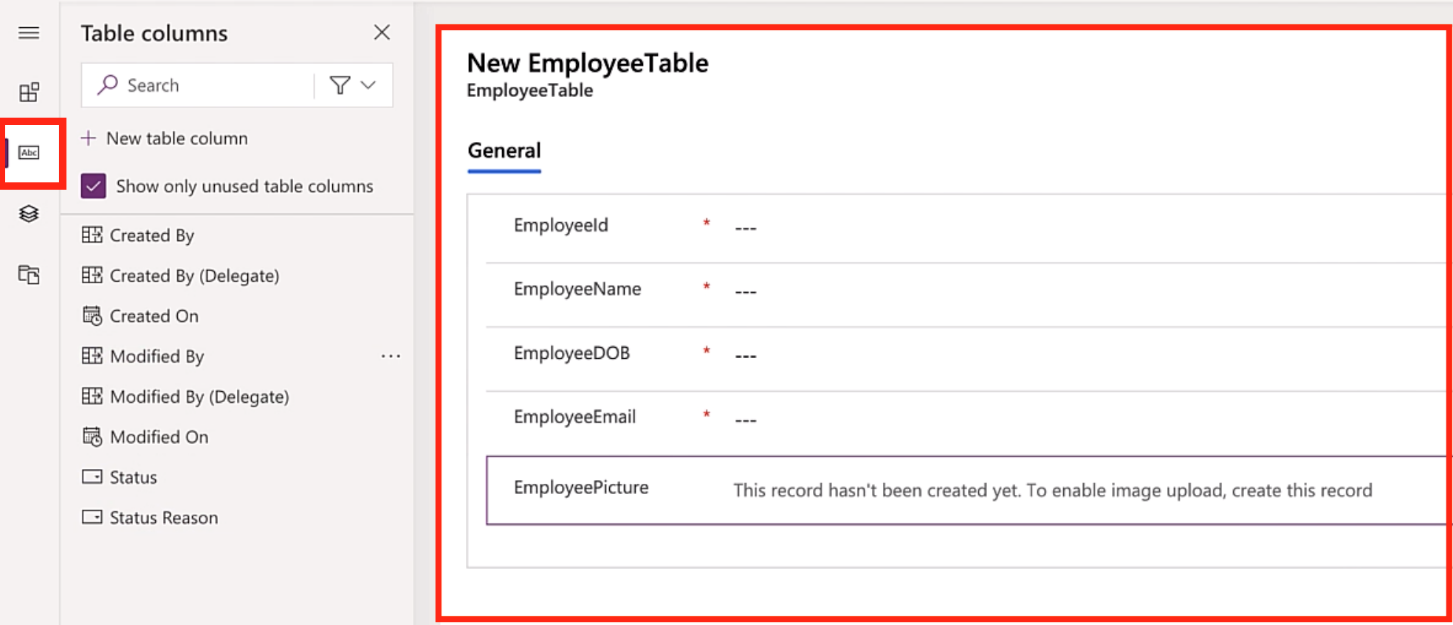 Table columns
Search
New table column
Abc
Show only unused table columns
Created By
Created By (Delegate)
Created On
Modified By
Modified By (Delegate)
Modified On
Status
Status Reason
New EmployeeTable
EmployeeTable
General
EmployeeId * ---
EmployeeName * ---
EmployeeDOB * ---
EmployeeEmail * ---
EmployeePicture This record hasn't been created yet. To enable image upload, create this record